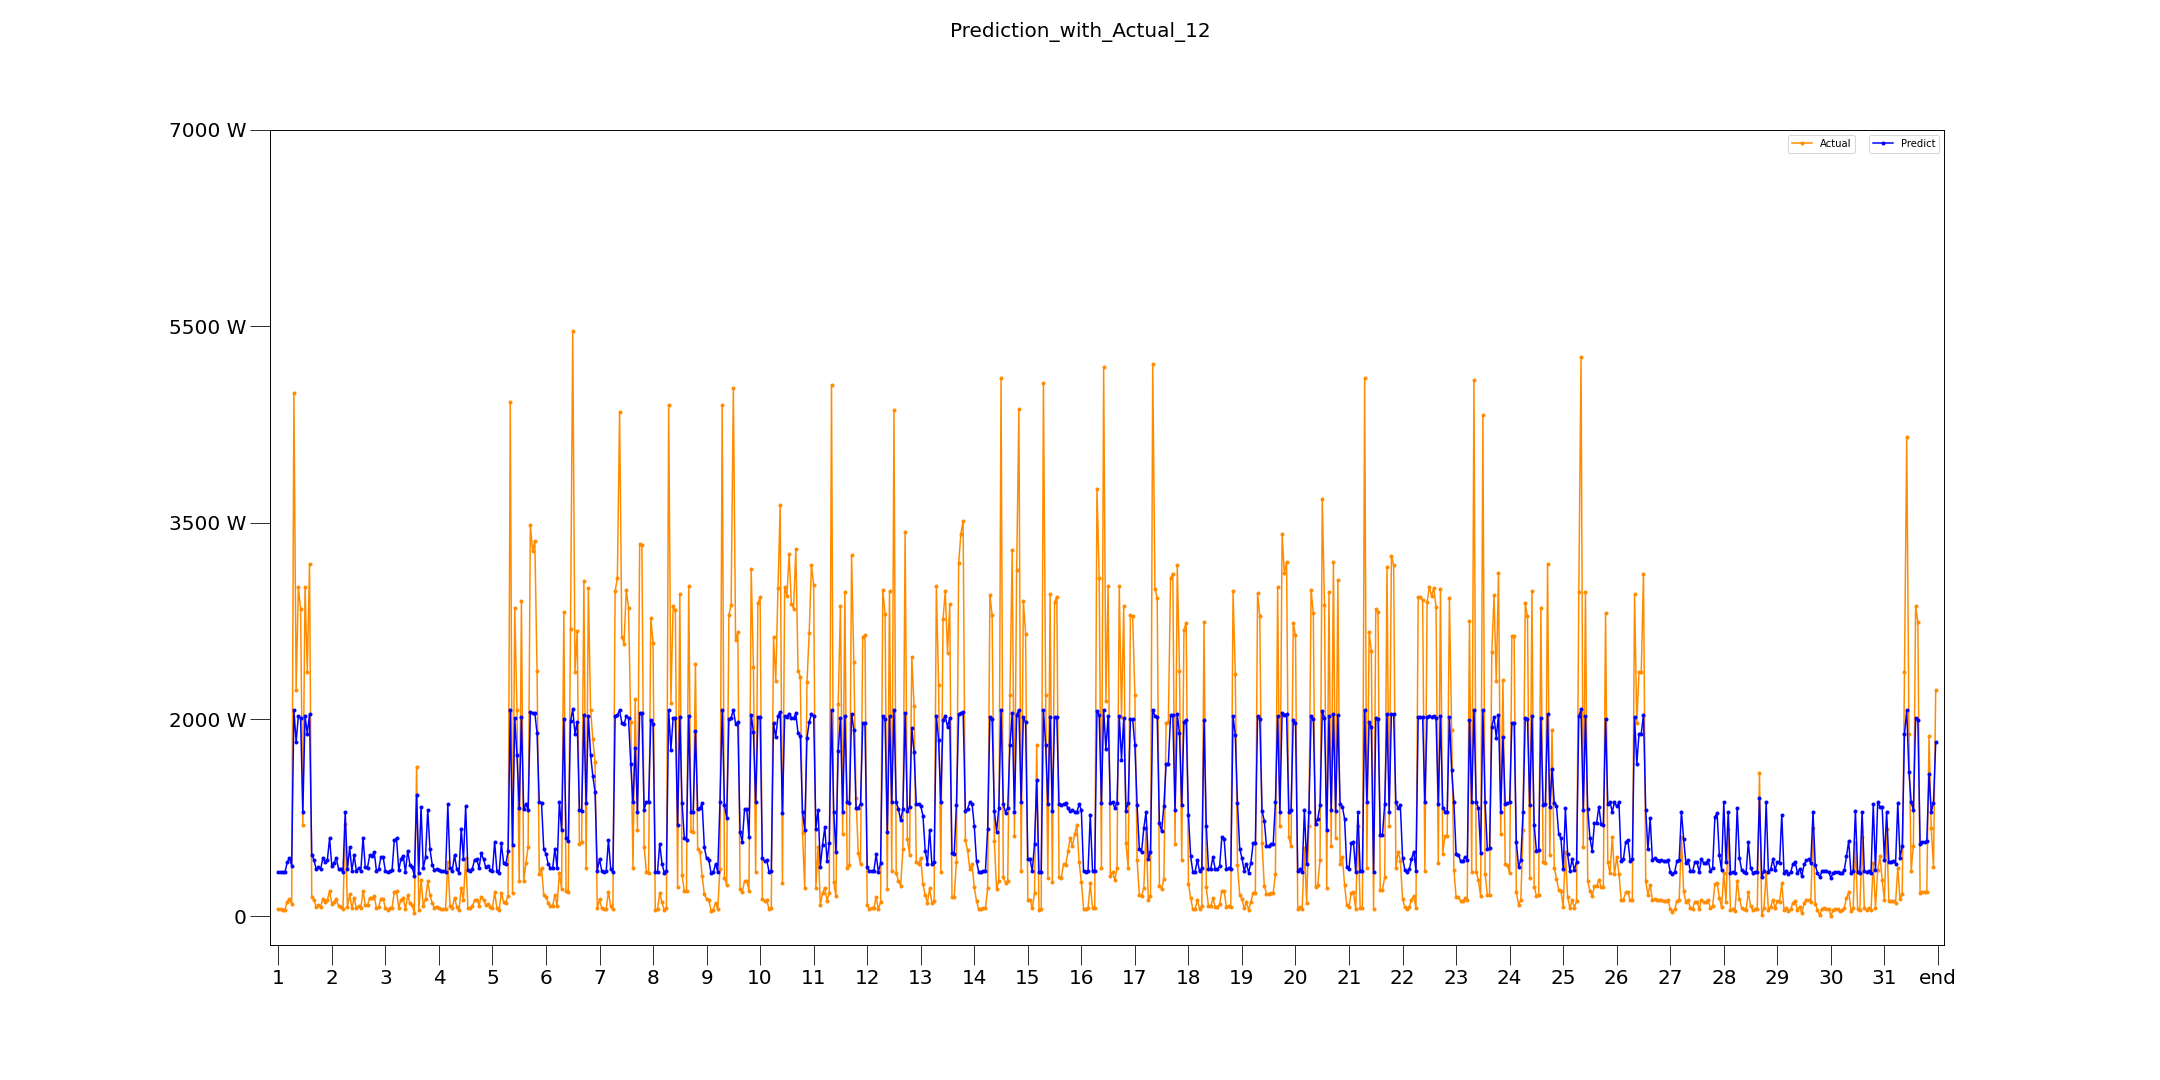 Prediction_with_Actual_12
Actual Predict
7000 W
5500 W
3500 W
2000 W
0
1 2 3 4 5 6 7 8 9 10 11 12 13 14 15 16 17 18 19 20 21 22 23 24 25 26 27 28 29 30 31 end